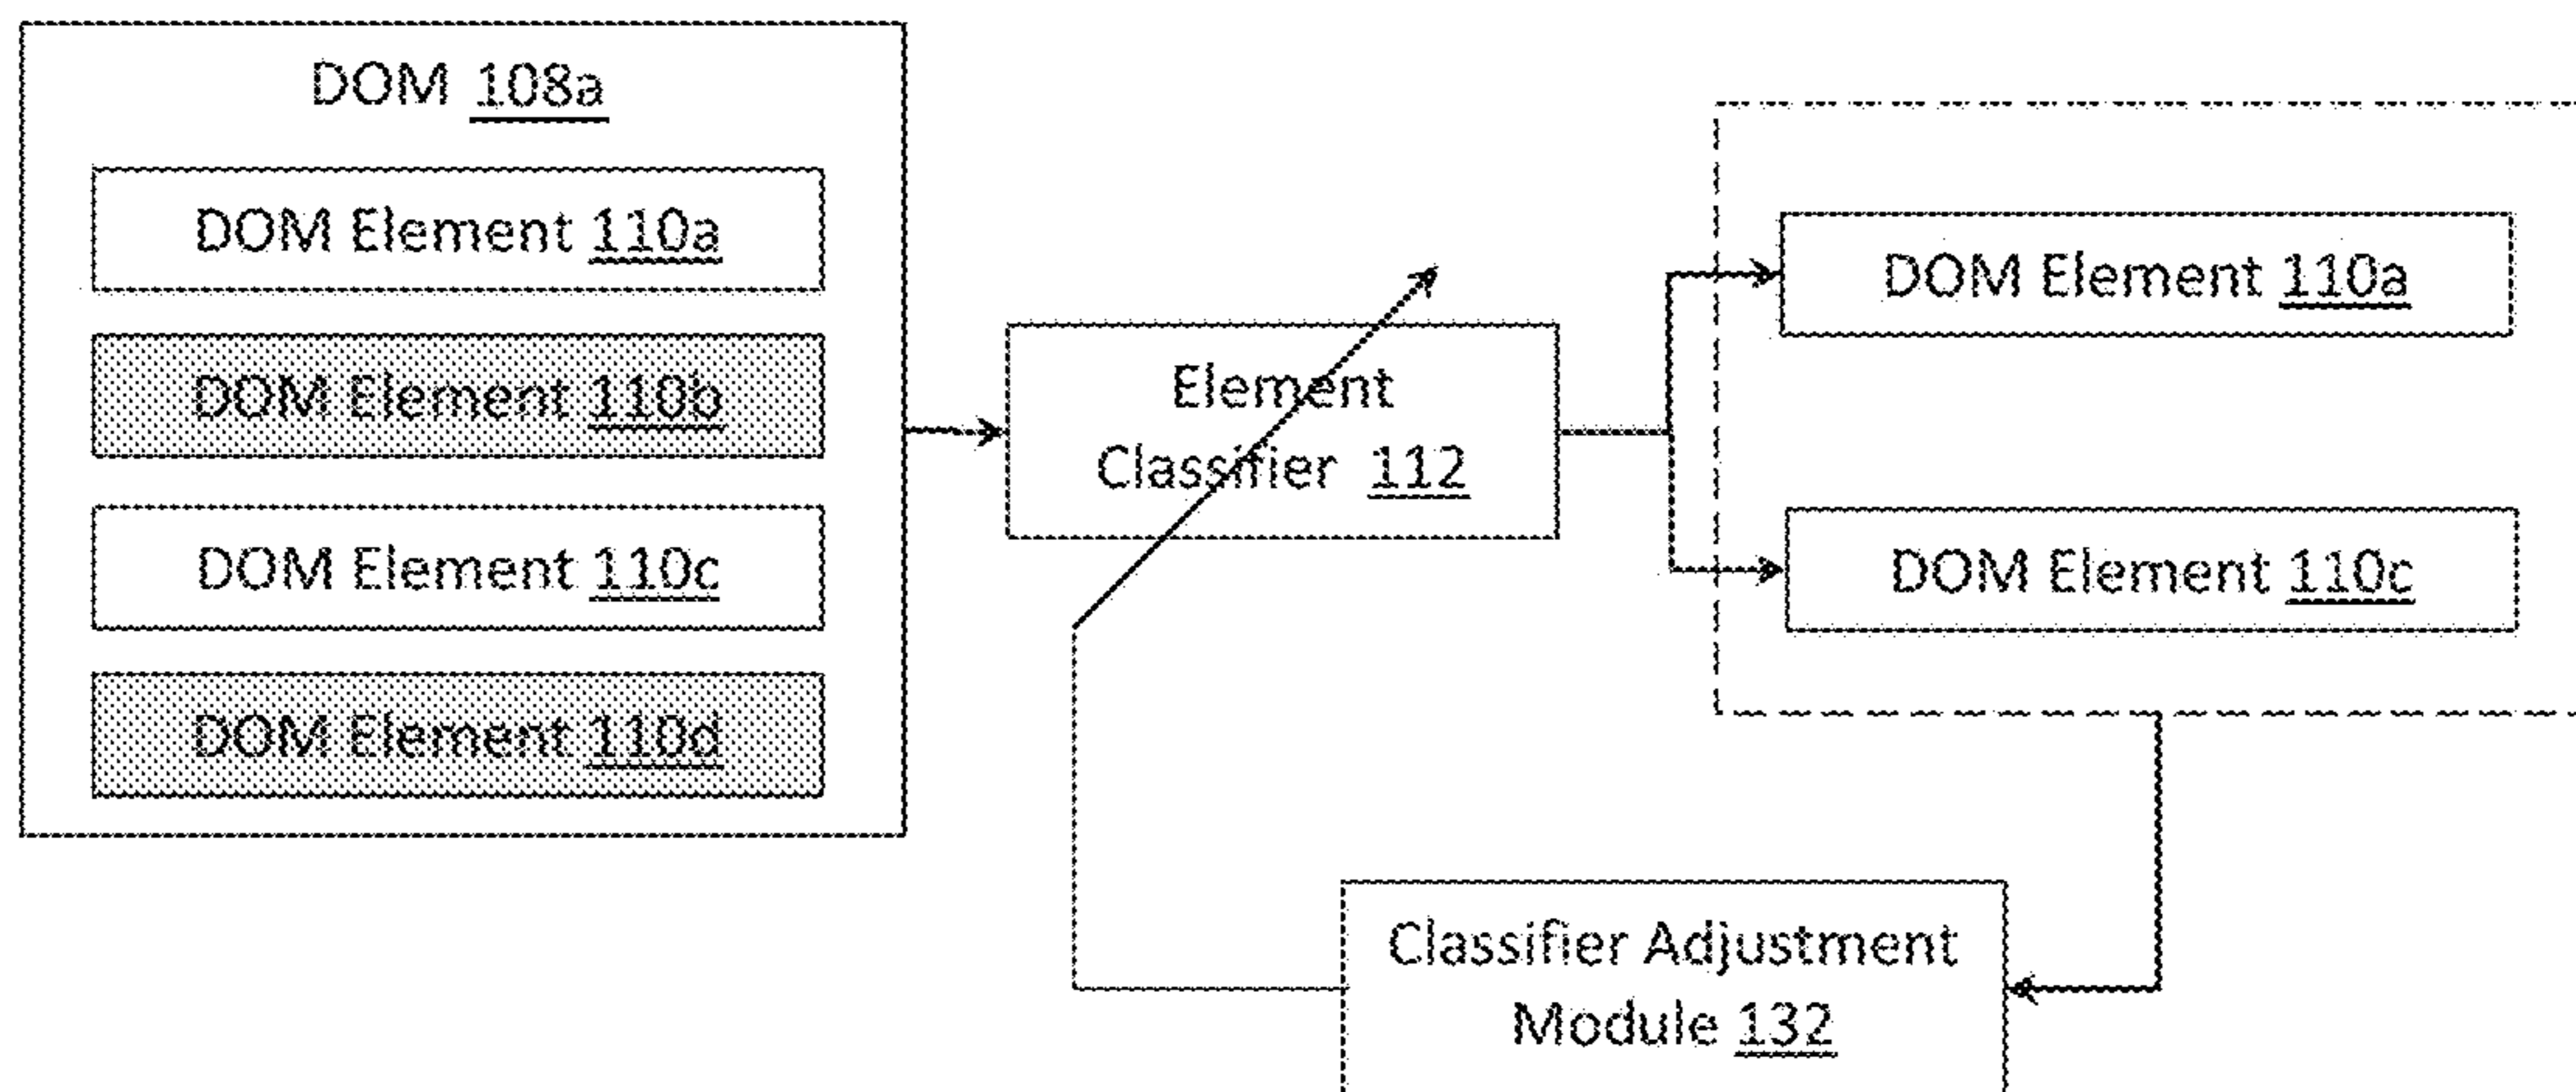 DOM 108a
DOM Element 110a
DOM Element 110b
DOM Element 110c
DOM Element 110d
Element
Classifier 112
DOM Element 110a
DOM Element 110c
Classifier Adjustment
Module 132